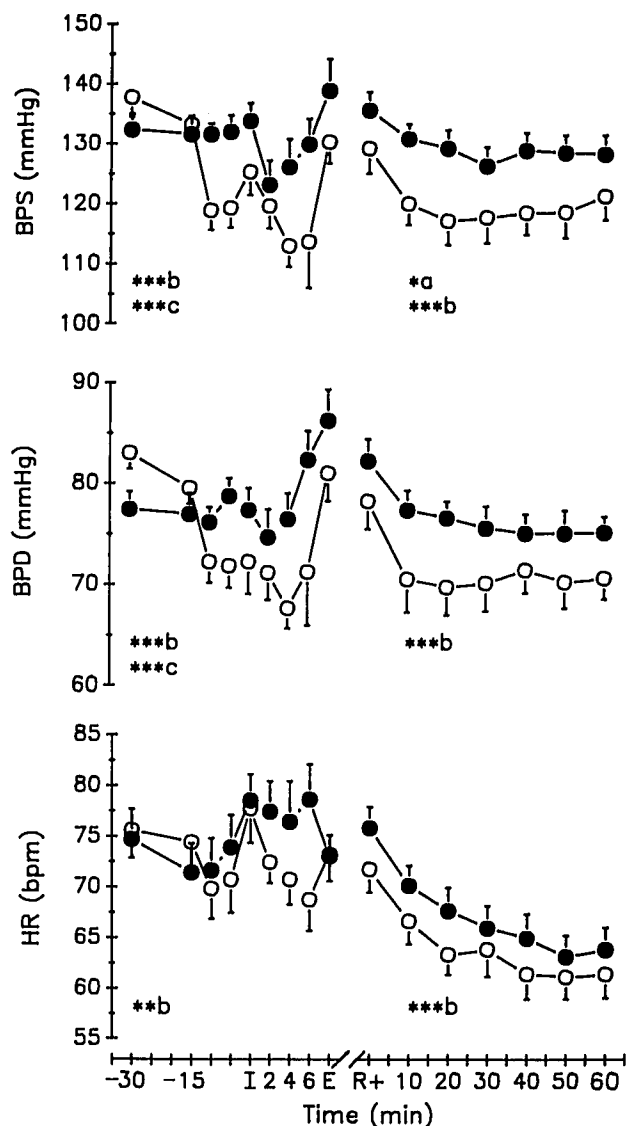 150
140
130
120
110
100
BPS (mmHg)
***b
***c
*a
***b
90
80
70
60
BPD (mmHg)
***b
***c
***b
85
80
75
70
65
60
55
HR (bpm)
**b
***b
-30 -15 I 2 4 6 E R+ 10 20 30 40 50 60
Time (min)